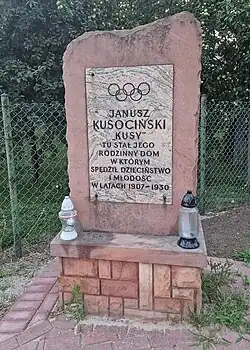 JANUSZ
KUSOCIŃSKI
"KUSY"
TU STAŁ JEGO
RODZINNY DOM
W KTÓRYM
SPĘDZIŁ DZIECIŃSTWO
I MŁODOŚĆ
W LATACH 1907-1930